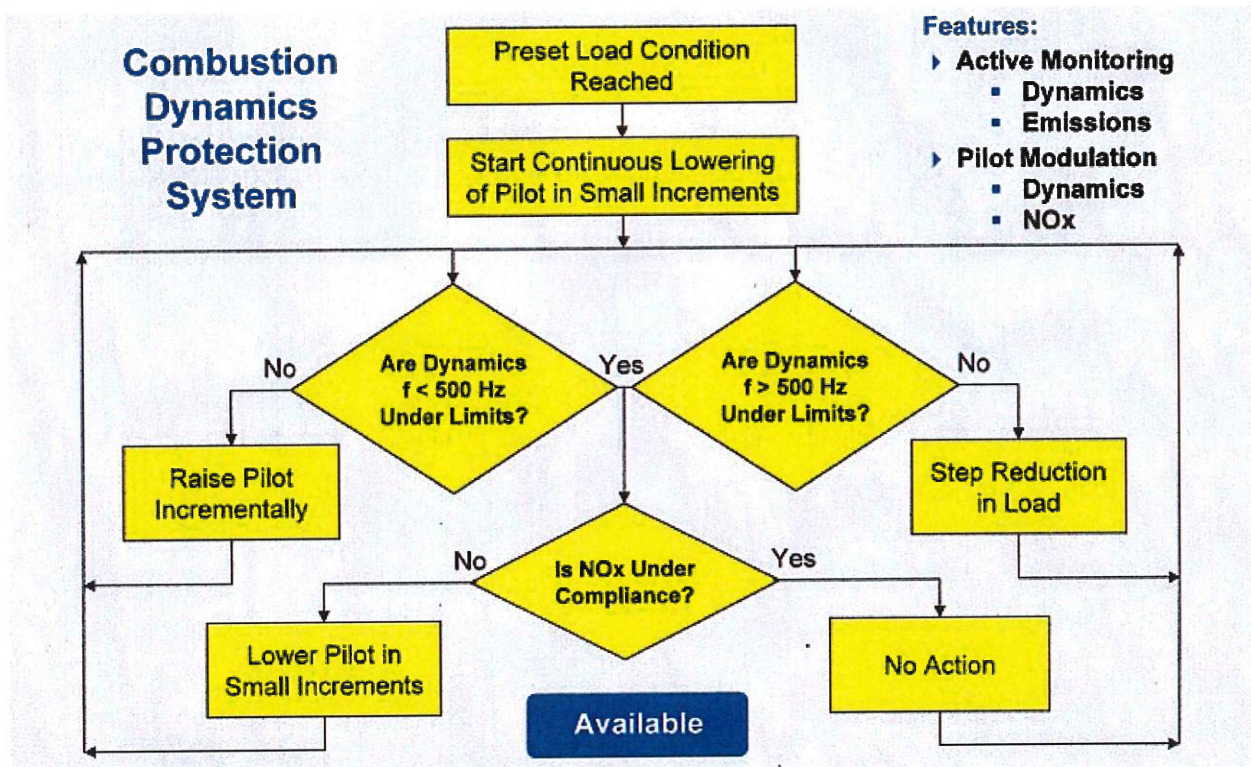 Combustion
Dynamics
Protection
System
Preset Load Condition
Reached
Features:
Active Monitoring
▪ Dynamics
▪ Emissions
Pilot Modulation
▪ Dynamics
▪ NOx
Start Continuous Lowering
of Pilot in Small Increments
No
Are Dynamics
f < 500 Hz
Under Limits?
Yes
Are Dynamics
f > 500 Hz
Under Limits?
No
Raise Pilot
Incrementally
Step Reduction
in Load
No
Is NOx Under
Compliance?
Yes
Lower Pilot in
Small Increments
No Action
Available